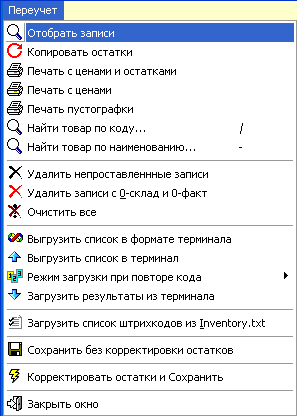 Переучет
Отобрать записи
Копировать остатки
Печать с ценами и остатками
Печать с ценами
Печать пустографки
Найти товар по коду... /
Найти товар по наименованию... -
Удалить непроставленнные записи
Удалить записи с 0-склад и 0-факт
Очистить все
Выгрузить список в формате терминала
Выгрузить список в терминал
Режим загрузки при повторе кода
Загрузить результаты из терминала
Загрузить список штрихкодов из Inventory.txt
Сохранить без корректировки остатков
Корректировать остатки и Сохранить
Закрыть окно